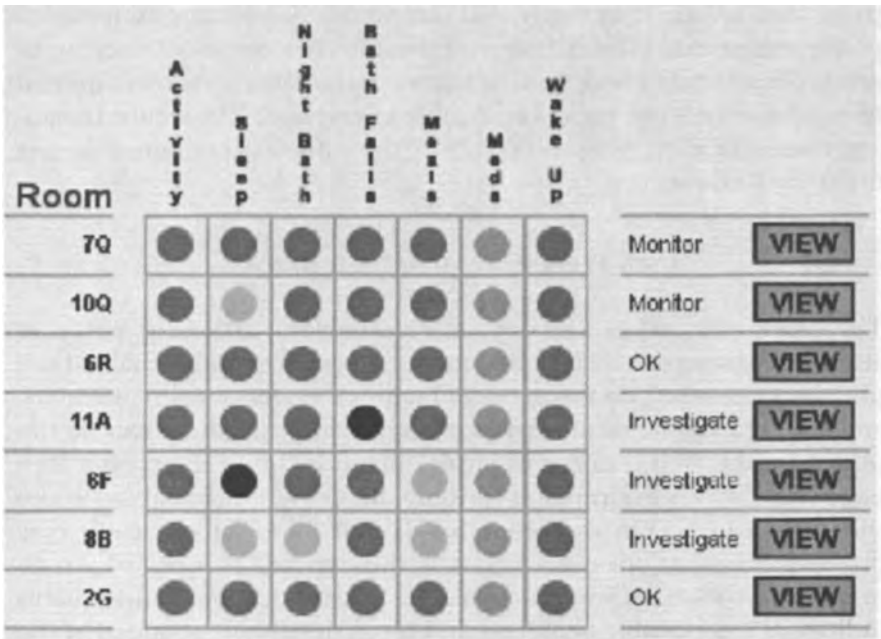 Activity
Sleep
Night Bath
Bath Falls
Meals
Meds
Wake Up
Room
7Q Monitor VIEW
10Q Monitor VIEW
6R OK VIEW
11A Investigate VIEW
8F Investigate VIEW
8B Investigate VIEW
2G OK VIEW